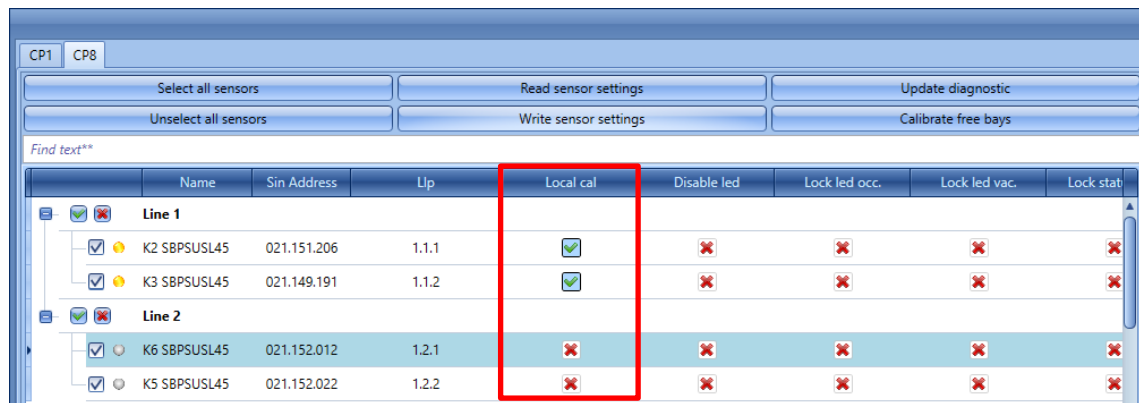 CP1 CP8
Select all sensors Read sensor settings Update diagnostic
Unselect all sensors Write sensor settings Calibrate free bays
Find text**
Name Sin Address Llp Local cal Disable led Lock led occ. Lock led vac. Lock stat
Line 1
K2 SBPSUSL45 021.151.206 1.1.1
K3 SBPSUSL45 021.149.191 1.1.2
Line 2
K6 SBPSUSL45 021.152.012 1.2.1
K5 SBPSUSL45 021.152.022 1.2.2